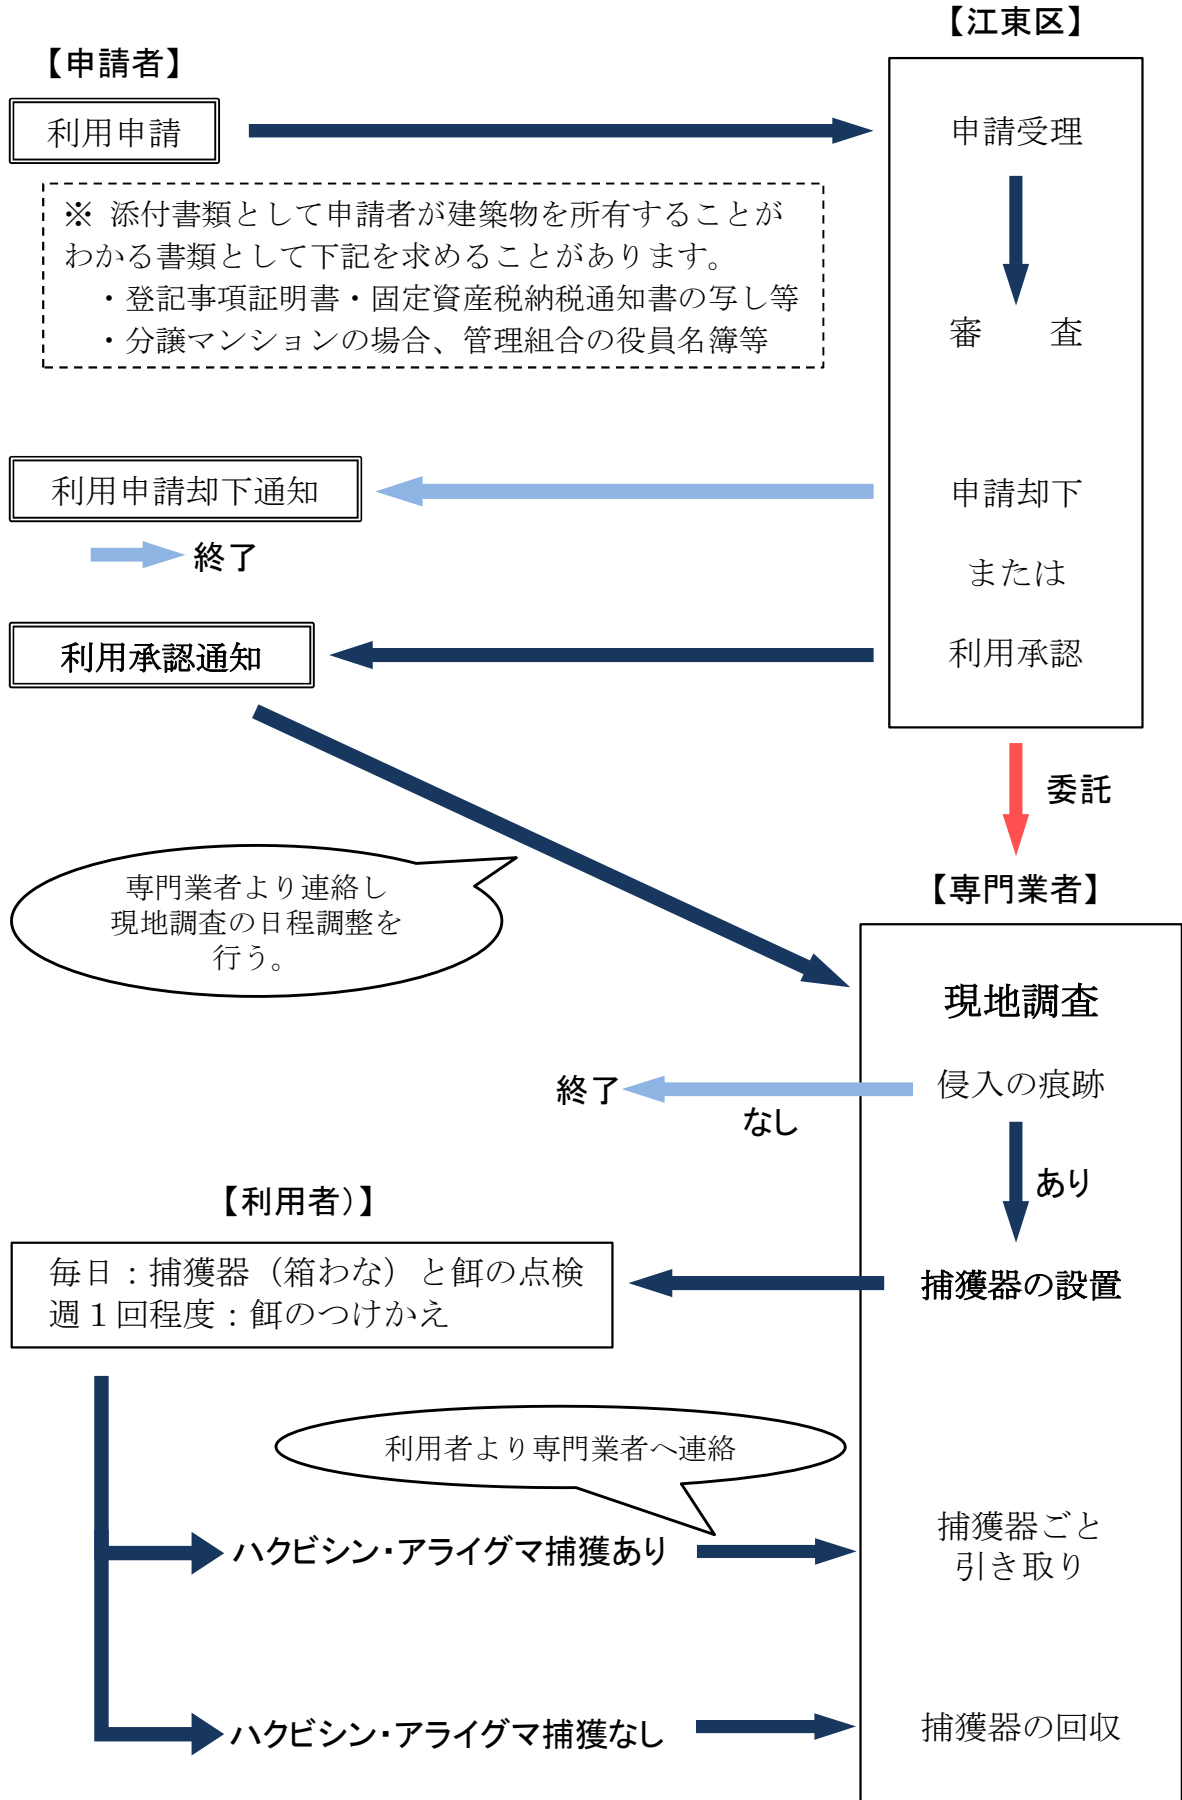 【江東区】
【申請者】
利用申請
申請受理
※ 添付書類として申請者が建築物を所有することが
わかる書類として下記を求めることがあります。
・登記事項証明書・固定資産税納税通知書の写し等
・分譲マンションの場合、管理組合の役員名簿等
審　　査
利用申請却下通知
申請却下
終了
または
利用承認通知
利用承認
委託
専門業者より連絡し
現地調査の日程調整を
行う。
【専門業者】
現地調査
侵入の痕跡
終了
なし
あり
【利用者）】
毎日：捕獲器（箱わな）と餌の点検
週１回程度：餌のつけかえ
捕獲器の設置
利用者より専門業者へ連絡
ハクビシン・アライグマ捕獲あり
捕獲器ごと
引き取り
ハクビシン・アライグマ捕獲なし
捕獲器の回収